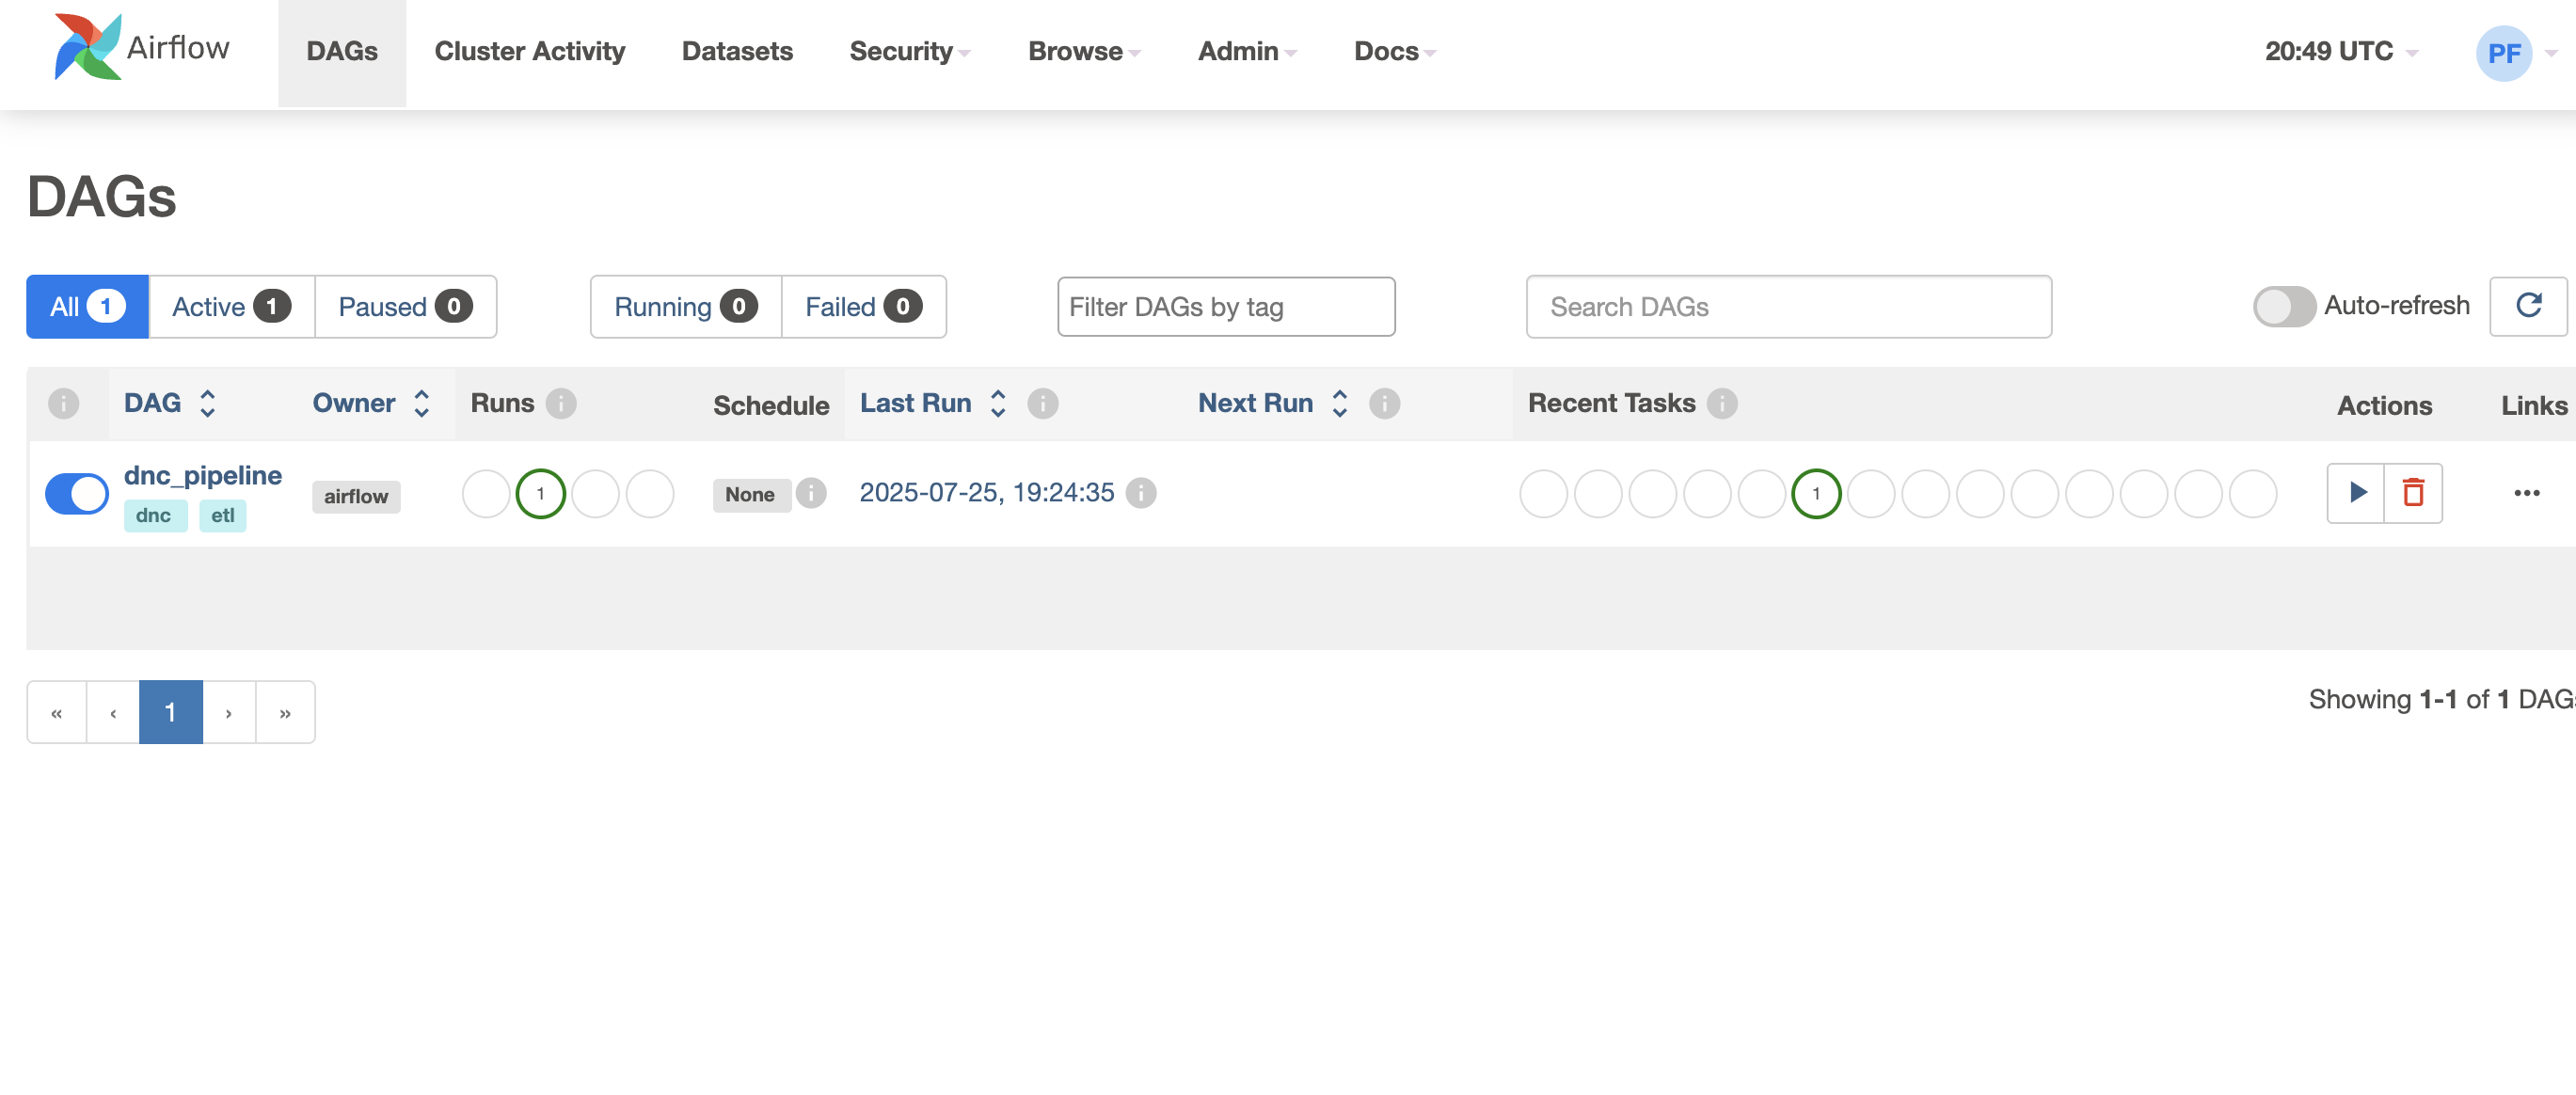 Airflow DAGs Cluster Activity Datasets Security Browse Admin Docs 20:49 UTC PF
DAGs
All 1 Active 1 Paused 0 Running 0 Failed 0 Filter DAGs by tag Search DAGs Auto-refresh
i DAG Owner Runs i Schedule Last Run i Next Run i Recent Tasks i Actions Links
dnc_pipeline airflow 1 None i 2025-07-25, 19:24:35 i 1 •••
dnc etl
« ‹ 1 › » Showing 1-1 of 1 DAGs